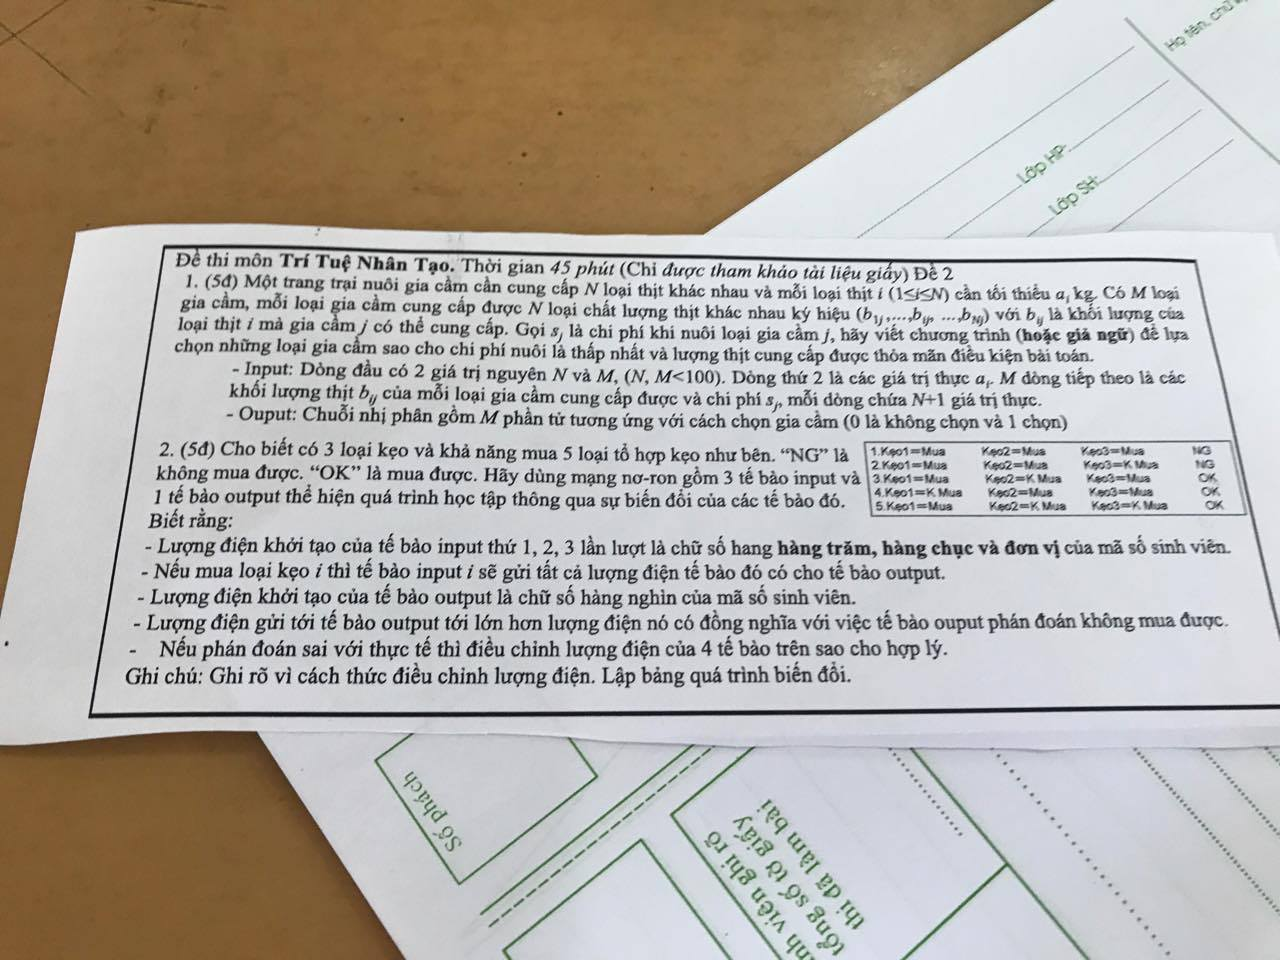 Họ tên, chữ
Lớp HP:
Lớp SH:
Đề thi môn Trí Tuệ Nhân Tạo. Thời gian 45 phút (Chỉ được tham khảo tài liệu giấy) Đề 2
1. (5đ) Một trang trại nuôi gia cầm cần cung cấp N loại thịt khác nhau và mỗi loại thịt i (1≤i≤N) cần tối thiểu aᵢ kg. Có M loại
gia cầm, mỗi loại gia cầm cung cấp được N loại chất lượng thịt khác nhau ký hiệu (b1j,...,bij, ...,bNj) với bij là khối lượng của
loại thịt i mà gia cầm j có thể cung cấp. Gọi sj là chi phí khi nuôi loại gia cầm j, hãy viết chương trình (hoặc giả ngữ) để lựa
chọn những loại gia cầm sao cho chi phí nuôi là thấp nhất và lượng thịt cung cấp được thỏa mãn điều kiện bài toán.
- Input: Dòng đầu có 2 giá trị nguyên N và M, (N, M<100). Dòng thứ 2 là các giá trị thực aᵢ. M dòng tiếp theo là các
khối lượng thịt bij của mỗi loại gia cầm cung cấp được và chi phí sj, mỗi dòng chứa N+1 giá trị thực.
- Ouput: Chuỗi nhị phân gồm M phần tử tương ứng với cách chọn gia cầm (0 là không chọn và 1 chọn)
2. (5đ) Cho biết có 3 loại kẹo và khả năng mua 5 loại tổ hợp kẹo như bên. “NG” là
không mua được. “OK” là mua được. Hãy dùng mạng nơ-ron gồm 3 tế bào input và
1 tế bào output thể hiện quá trình học tập thông qua sự biến đổi của các tế bào đó.
1.Kẹo1=Mua Kẹo2=Mua Kẹo3=Mua NG
2.Kẹo1=Mua Kẹo2=Mua Kẹo3=K Mua NG
3.Kẹo1=Mua Kẹo2=K Mua Kẹo3=Mua OK
4.Kẹo1=K Mua Kẹo2=Mua Kẹo3=Mua OK
5.Kẹo1=Mua Kẹo2=K Mua Kẹo3=K Mua OK
Biết rằng:
- Lượng điện khởi tạo của tế bào input thứ 1, 2, 3 lần lượt là chữ số hang hàng trăm, hàng chục và đơn vị của mã số sinh viên.
- Nếu mua loại kẹo i thì tế bào input i sẽ gửi tất cả lượng điện tế bào đó có cho tế bào output.
- Lượng điện khởi tạo của tế bào output là chữ số hàng nghìn của mã số sinh viên.
- Lượng điện gửi tới tế bào output tới lớn hơn lượng điện nó có đồng nghĩa với việc tế bào ouput phán đoán không mua được.
- Nếu phán đoán sai với thực tế thì điều chỉnh lượng điện của 4 tế bào trên sao cho hợp lý.
Ghi chú: Ghi rõ vì cách thức điều chỉnh lượng điện. Lập bảng quá trình biến đổi.
Số phách
nh viên ghi rõ
tổng số tờ giấy
thi đã làm bài